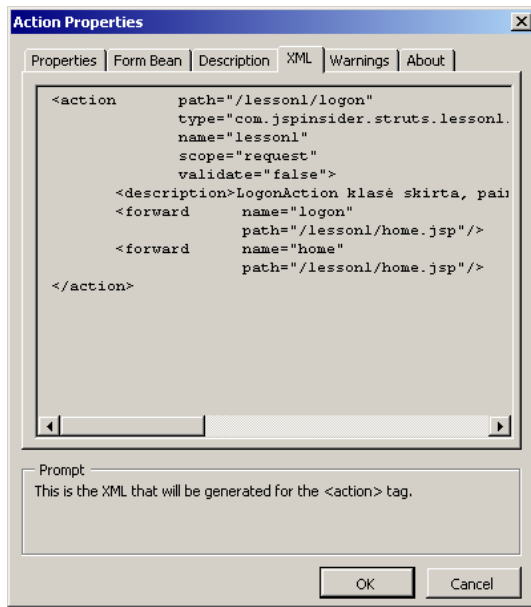 Action Properties
Properties Form Bean Description XML Warnings About
<action path="/lesson1/logon"
type="com.jspinsider.struts.lesson1.
name="lesson1"
scope="request"
validate="false">
<description>LogonAction klasė skirta, pain
<forward name="logon"
path="/lesson1/home.jsp"/>
<forward name="home"
path="/lesson1/home.jsp"/>
</action>
Prompt
This is the XML that will be generated for the <action> tag.
OK Cancel